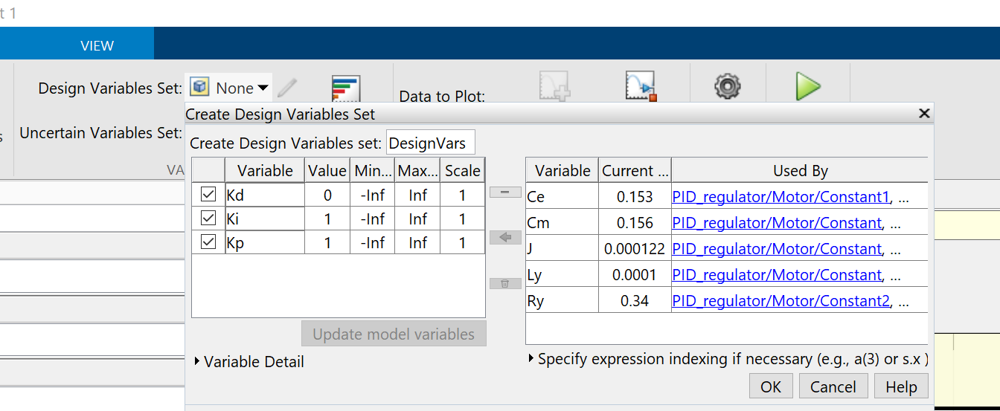 t 1
VIEW
Design Variables Set: None
Data to Plot:
Uncertain Variables Set:
s
VA
Create Design Variables Set
Create Design Variables set: DesignVars
Variable Value Min... Max... Scale
Kd 0 -Inf Inf 1
Ki 1 -Inf Inf 1
Kp 1 -Inf Inf 1
Update model variables
Variable Detail
Variable Current ... Used By
Ce 0.153 PID_regulator/Motor/Constant1, ...
Cm 0.156 PID_regulator/Motor/Constant, ...
J 0.000122 PID_regulator/Motor/Constant, ...
Ly 0.0001 PID_regulator/Motor/Constant, ...
Ry 0.34 PID_regulator/Motor/Constant2, ...
Specify expression indexing if necessary (e.g., a(3) or s.x )
OK Cancel Help